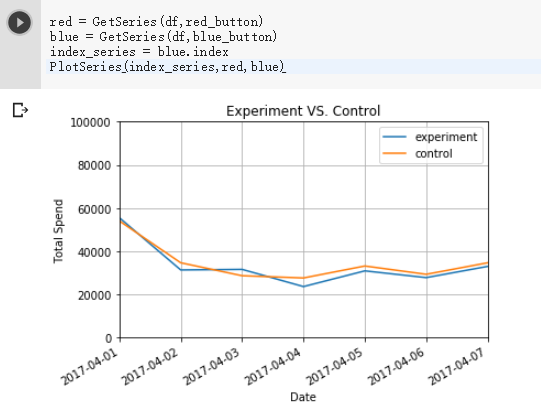 red = GetSeries(df,red_button)
blue = GetSeries(df,blue_button)
index_series = blue.index
PlotSeries(index_series,red,blue)
Experiment VS. Control
100000
80000
60000
40000
20000
0
Total Spend
experiment
control
2017-04-01
2017-04-02
2017-04-03
2017-04-04
2017-04-05
2017-04-06
2017-04-07
Date